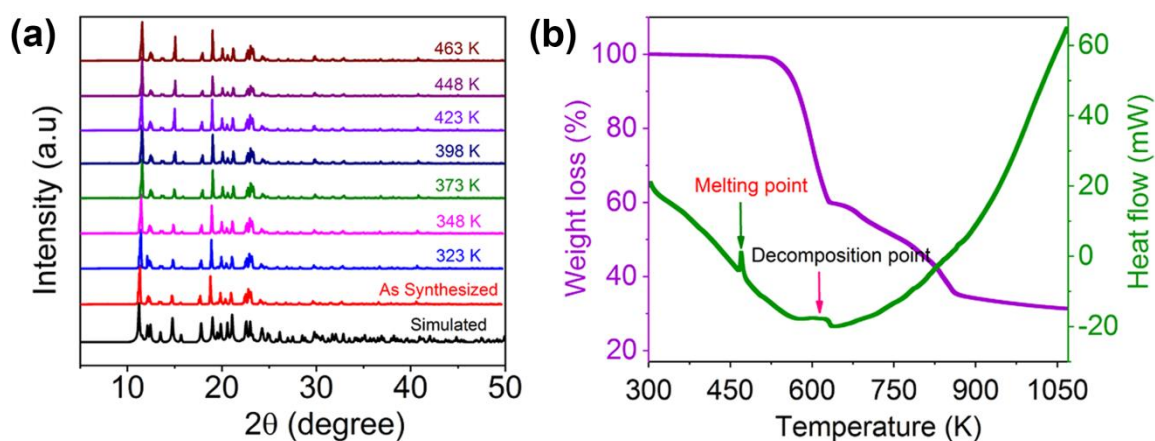 (a)
463 K
448 K
423 K
398 K
373 K
348 K
323 K
As Synthesized
Simulated
Intensity (a.u)
10 20 30 40 50
2θ (degree)
(b)
100
80
60
40
20
Weight loss (%)
Melting point
Decomposition point
60
40
20
0
-20
Heat flow (mW)
300 450 600 750 900 1050
Temperature (K)